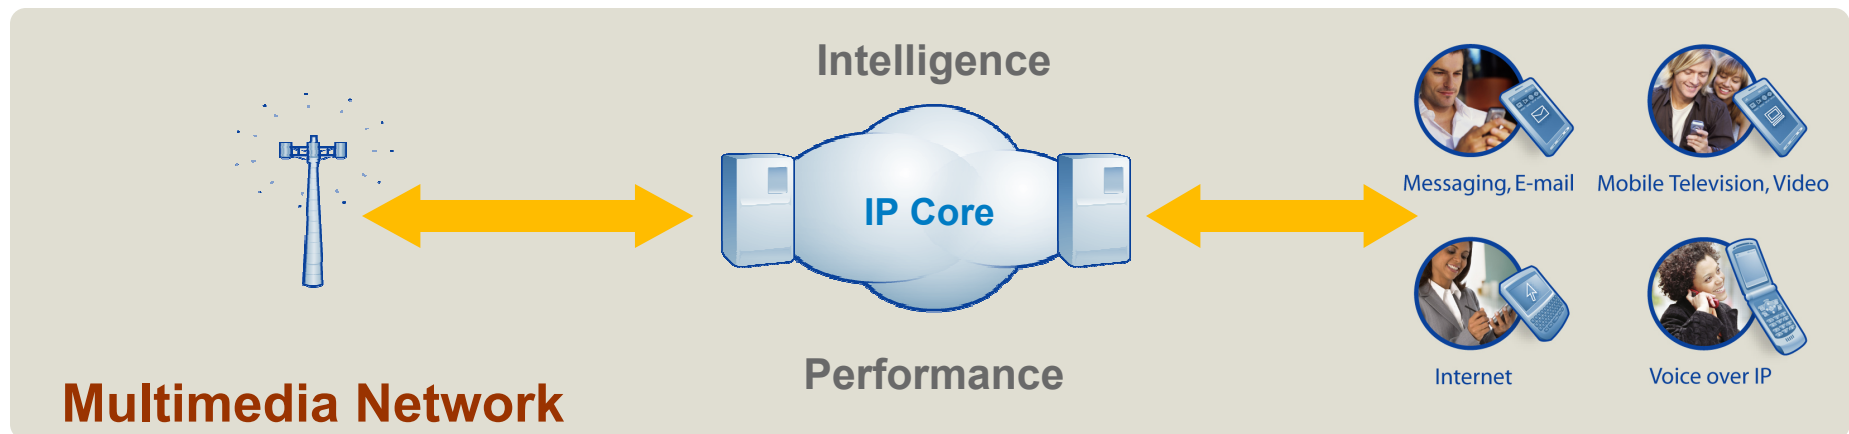 Intelligence
IP Core
Performance
Multimedia Network
Messaging, E-mail
Mobile Television, Video
Internet
Voice over IP